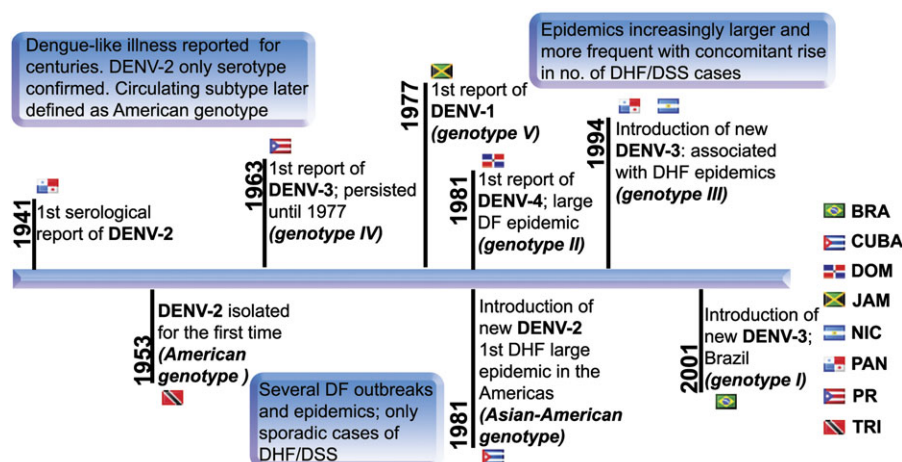 Dengue-like illness reported for
centuries. DENV-2 only serotype
confirmed. Circulating subtype later
defined as American genotype
Epidemics increasingly larger and
more frequent with concomitant rise
in no. of DHF/DSS cases
1941
1st serological
report of DENV-2
1963
1st report of
DENV-3; persisted
until 1977
(genotype IV)
1977
1st report of
DENV-1
(genotype V)
1981
1st report of
DENV-4; large
DF epidemic
(genotype II)
1994
Introduction of new
DENV-3: associated
with DHF epidemics
(genotype III)
1953
DENV-2 isolated
for the first time
(American
genotype )
Several DF outbreaks
and epidemics; only
sporadic cases of
DHF/DSS
1981
Introduction of
new DENV-2
1st DHF large
epidemic in the
Americas
(Asian-American
genotype)
2001
Introduction of
new DENV-3;
Brazil
(genotype I)
BRA
CUBA
DOM
JAM
NIC
PAN
PR
TRI